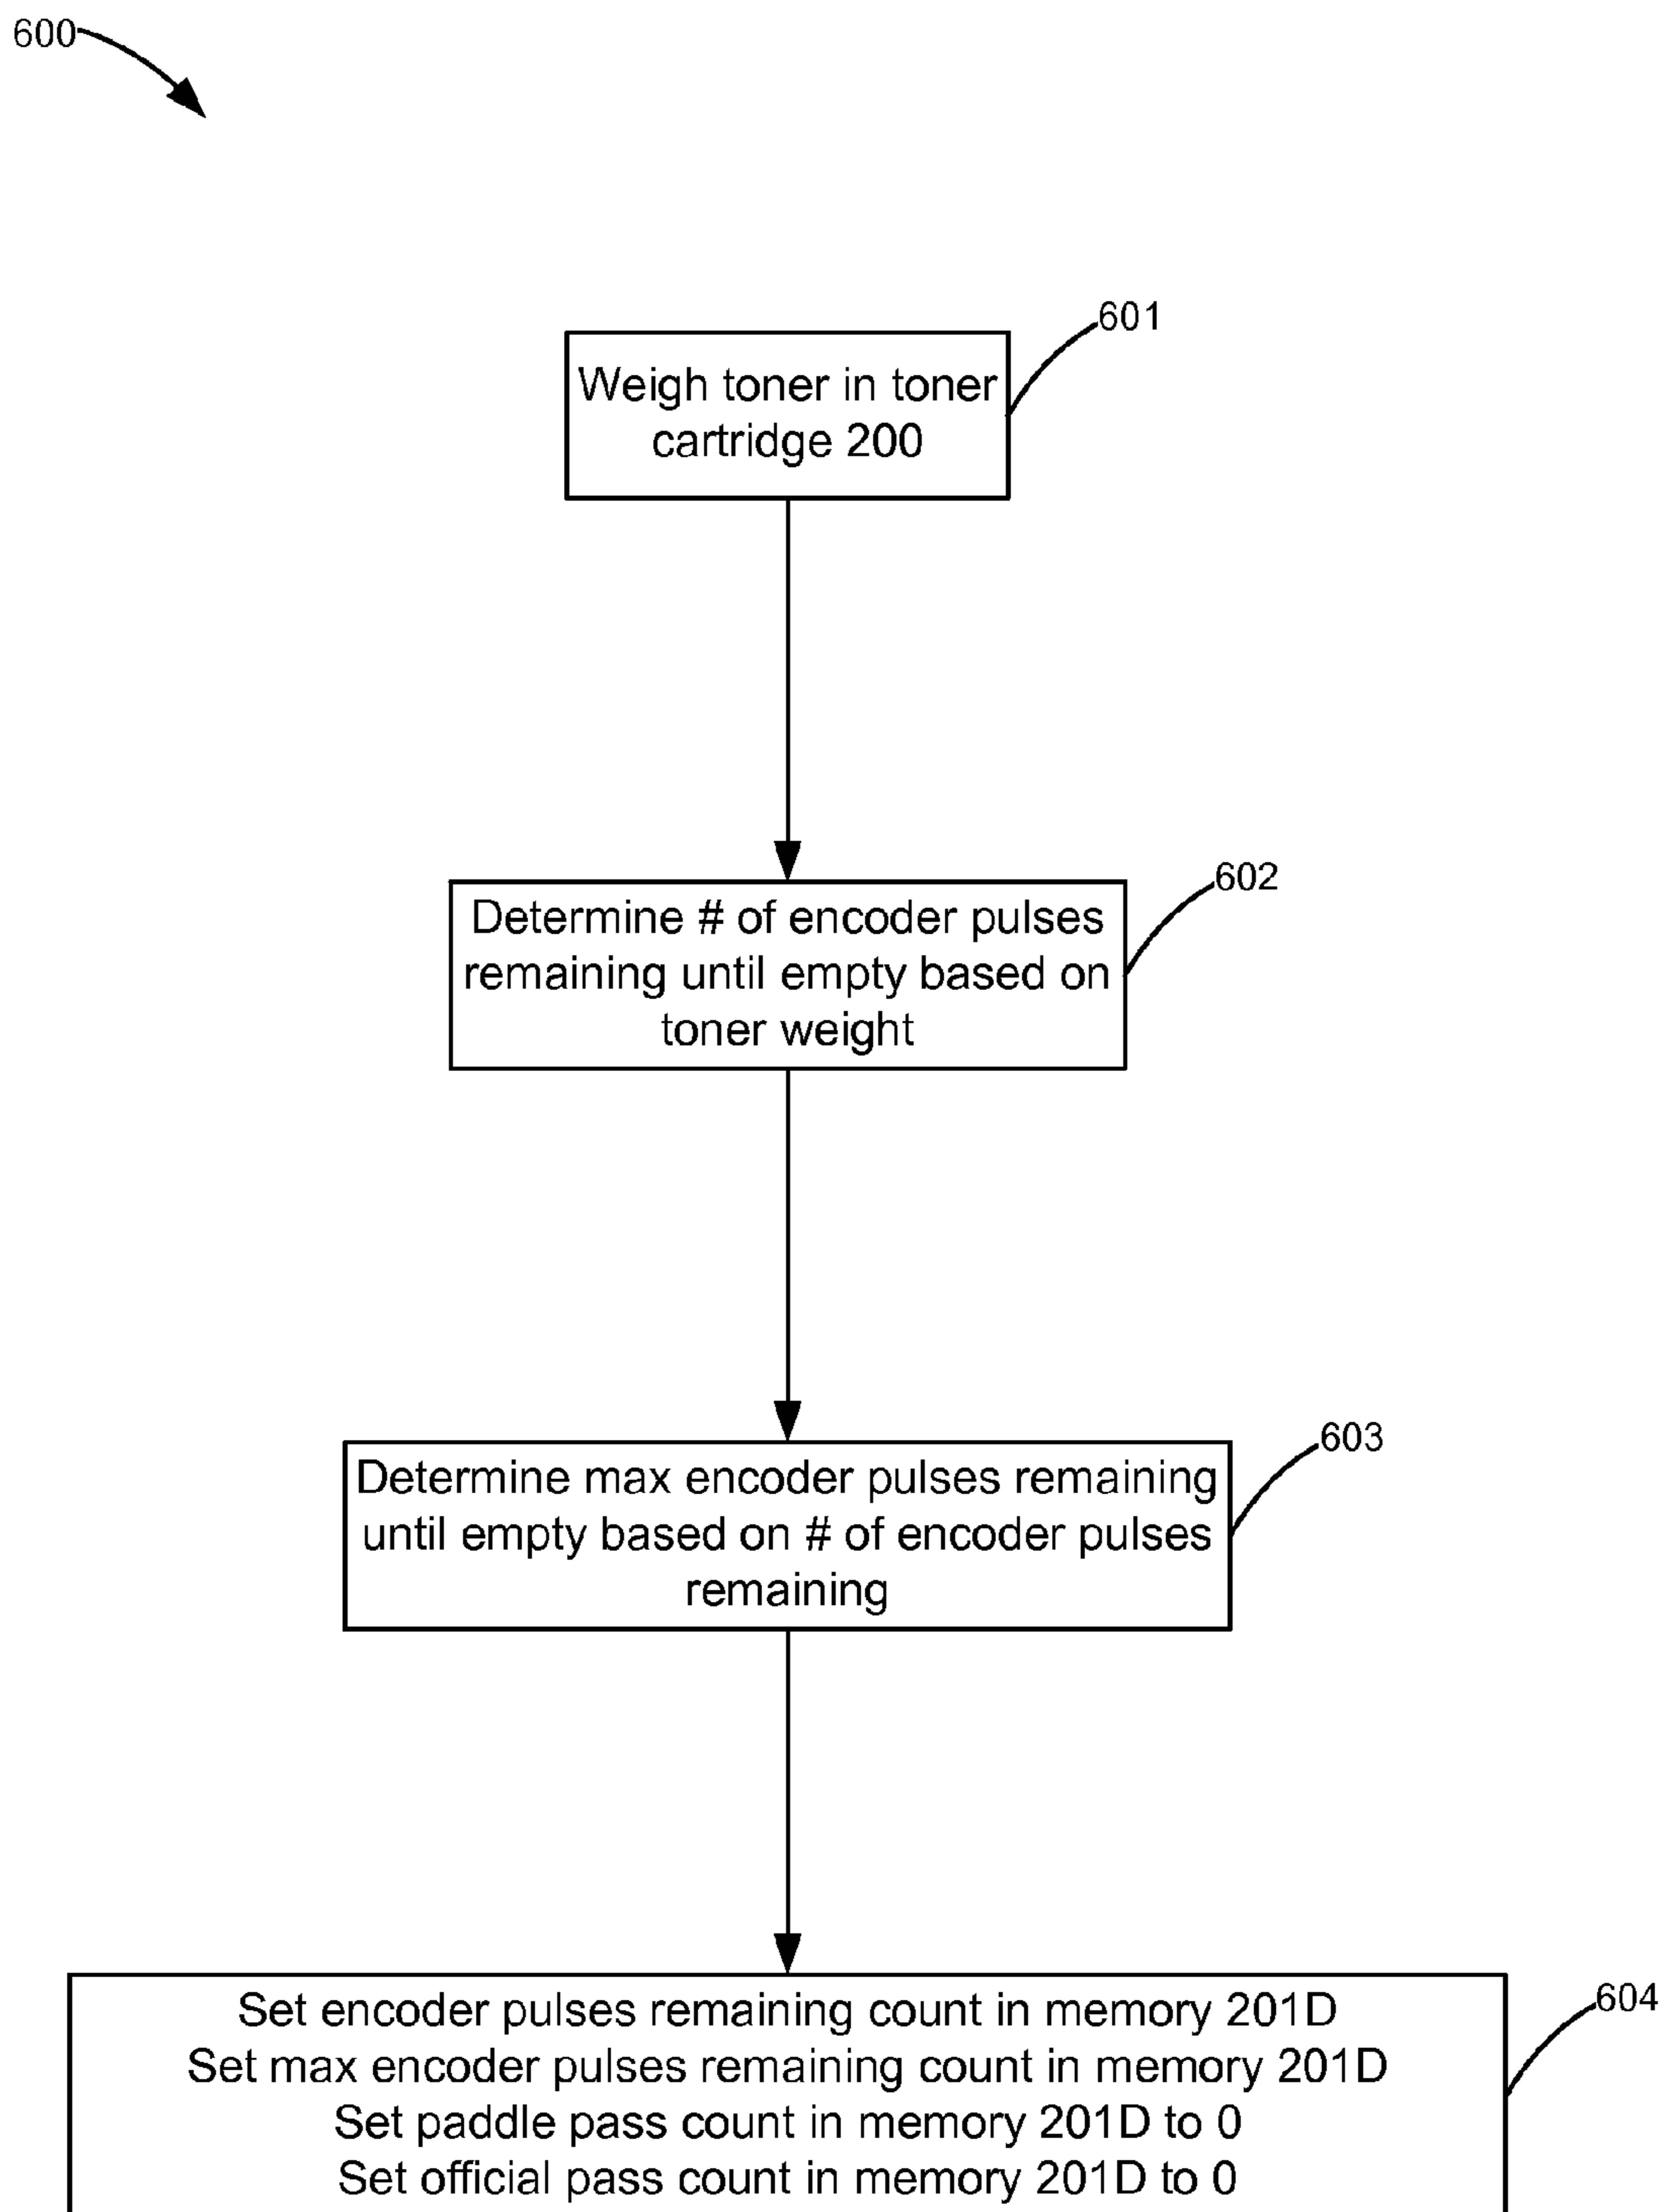 600
601
Weigh toner in toner
cartridge 200
602
Determine # of encoder pulses
remaining until empty based on
toner weight
603
Determine max encoder pulses remaining
until empty based on # of encoder pulses
remaining
604
Set encoder pulses remaining count in memory 201D
Set max encoder pulses remaining count in memory 201D
Set paddle pass count in memory 201D to 0
Set official pass count in memory 201D to 0